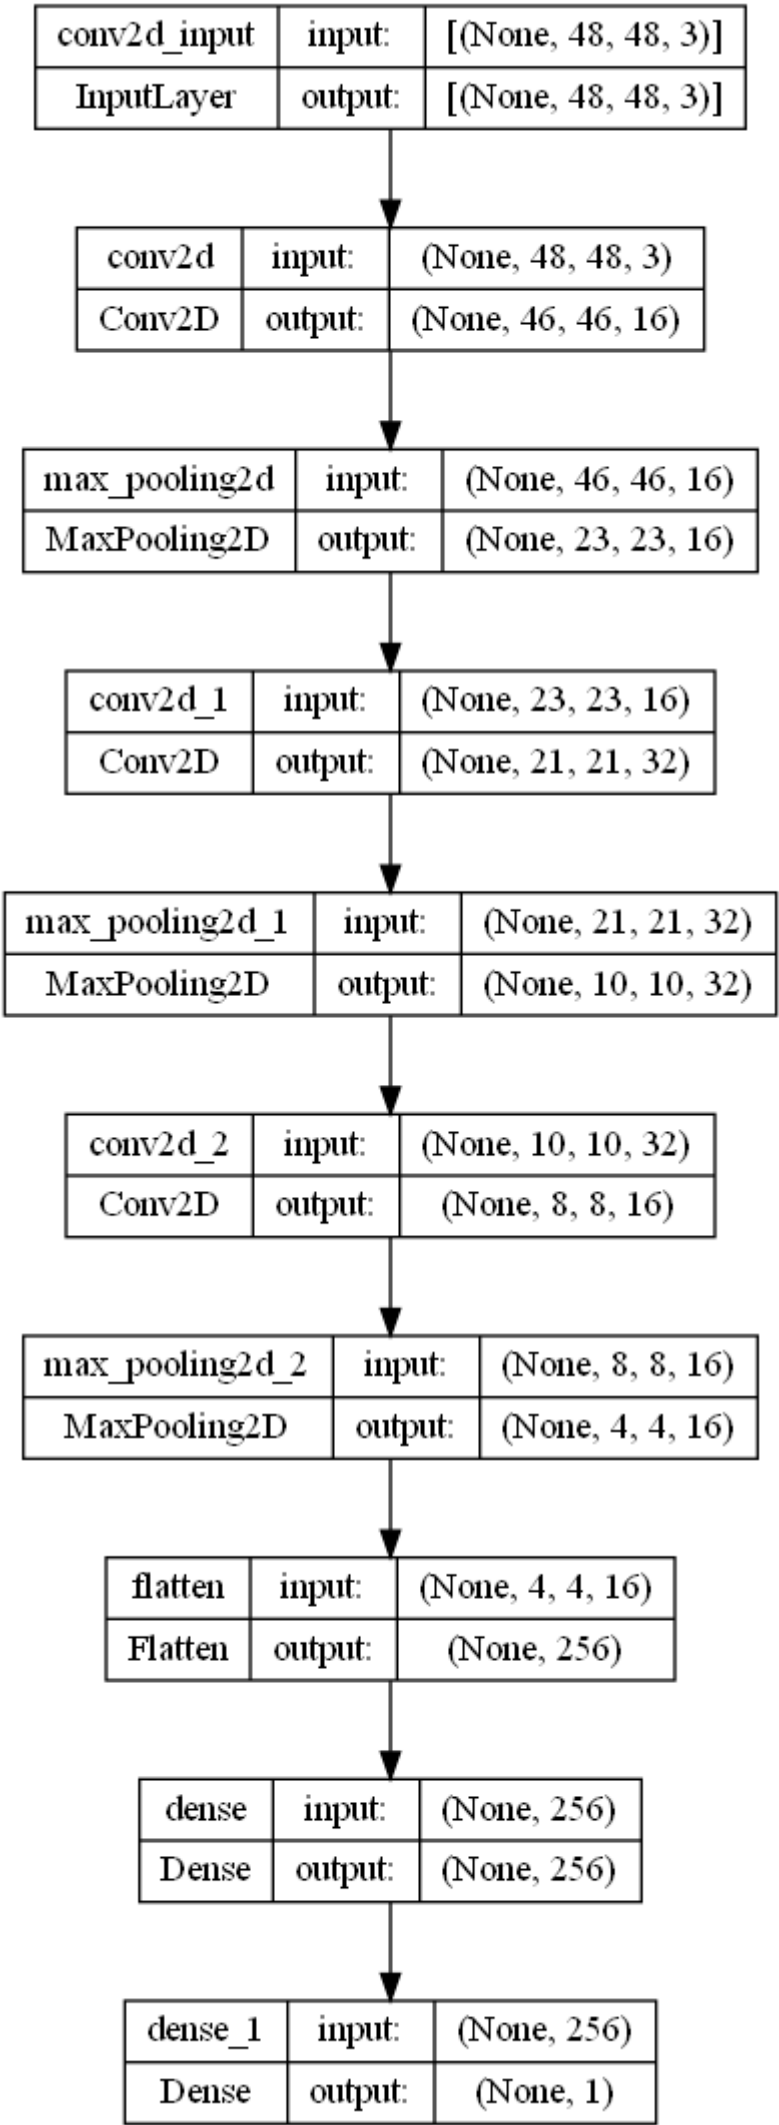 conv2d_input input: [(None, 48, 48, 3)]
InputLayer output: [(None, 48, 48, 3)]
conv2d input: (None, 48, 48, 3)
Conv2D output: (None, 46, 46, 16)
max_pooling2d input: (None, 46, 46, 16)
MaxPooling2D output: (None, 23, 23, 16)
conv2d_1 input: (None, 23, 23, 16)
Conv2D output: (None, 21, 21, 32)
max_pooling2d_1 input: (None, 21, 21, 32)
MaxPooling2D output: (None, 10, 10, 32)
conv2d_2 input: (None, 10, 10, 32)
Conv2D output: (None, 8, 8, 16)
max_pooling2d_2 input: (None, 8, 8, 16)
MaxPooling2D output: (None, 4, 4, 16)
flatten input: (None, 4, 4, 16)
Flatten output: (None, 256)
dense input: (None, 256)
Dense output: (None, 256)
dense_1 input: (None, 256)
Dense output: (None, 1)